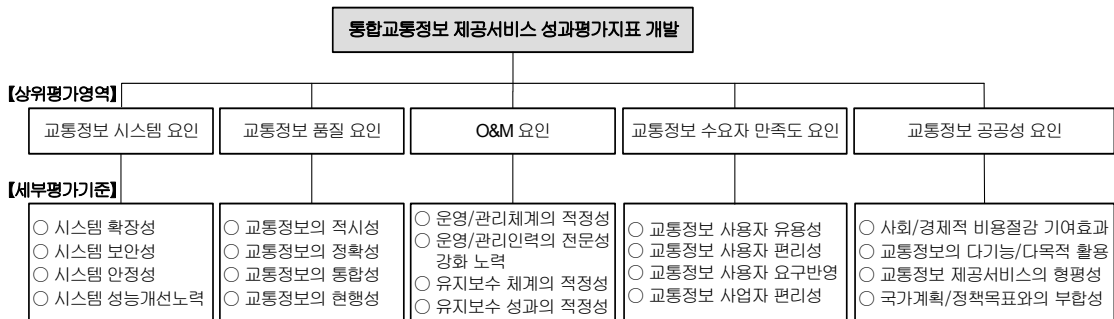 통합교통정보 제공서비스 성과평가지표 개발
【상위평가영역】
교통정보 시스템 요인
교통정보 품질 요인
O&M 요인
교통정보 수요자 만족도 요인
교통정보 공공성 요인
【세부평가기준】
○ 시스템 확장성
○ 시스템 보안성
○ 시스템 안정성
○ 시스템 성능개선노력
○ 교통정보의 적시성
○ 교통정보의 정확성
○ 교통정보의 통합성
○ 교통정보의 현행성
○ 운영/관리체계의 적정성
○ 운영/관리인력의 전문성
강화 노력
○ 유지보수 체계의 적정성
○ 유지보수 성과의 적정성
○ 교통정보 사용자 유용성
○ 교통정보 사용자 편리성
○ 교통정보 사용자 요구반영
○ 교통정보 사업자 편리성
○ 사회/경제적 비용절감 기여효과
○ 교통정보의 다기능/다목적 활용
○ 교통정보 제공서비스의 형평성
○ 국가계획/정책목표와의 부합성